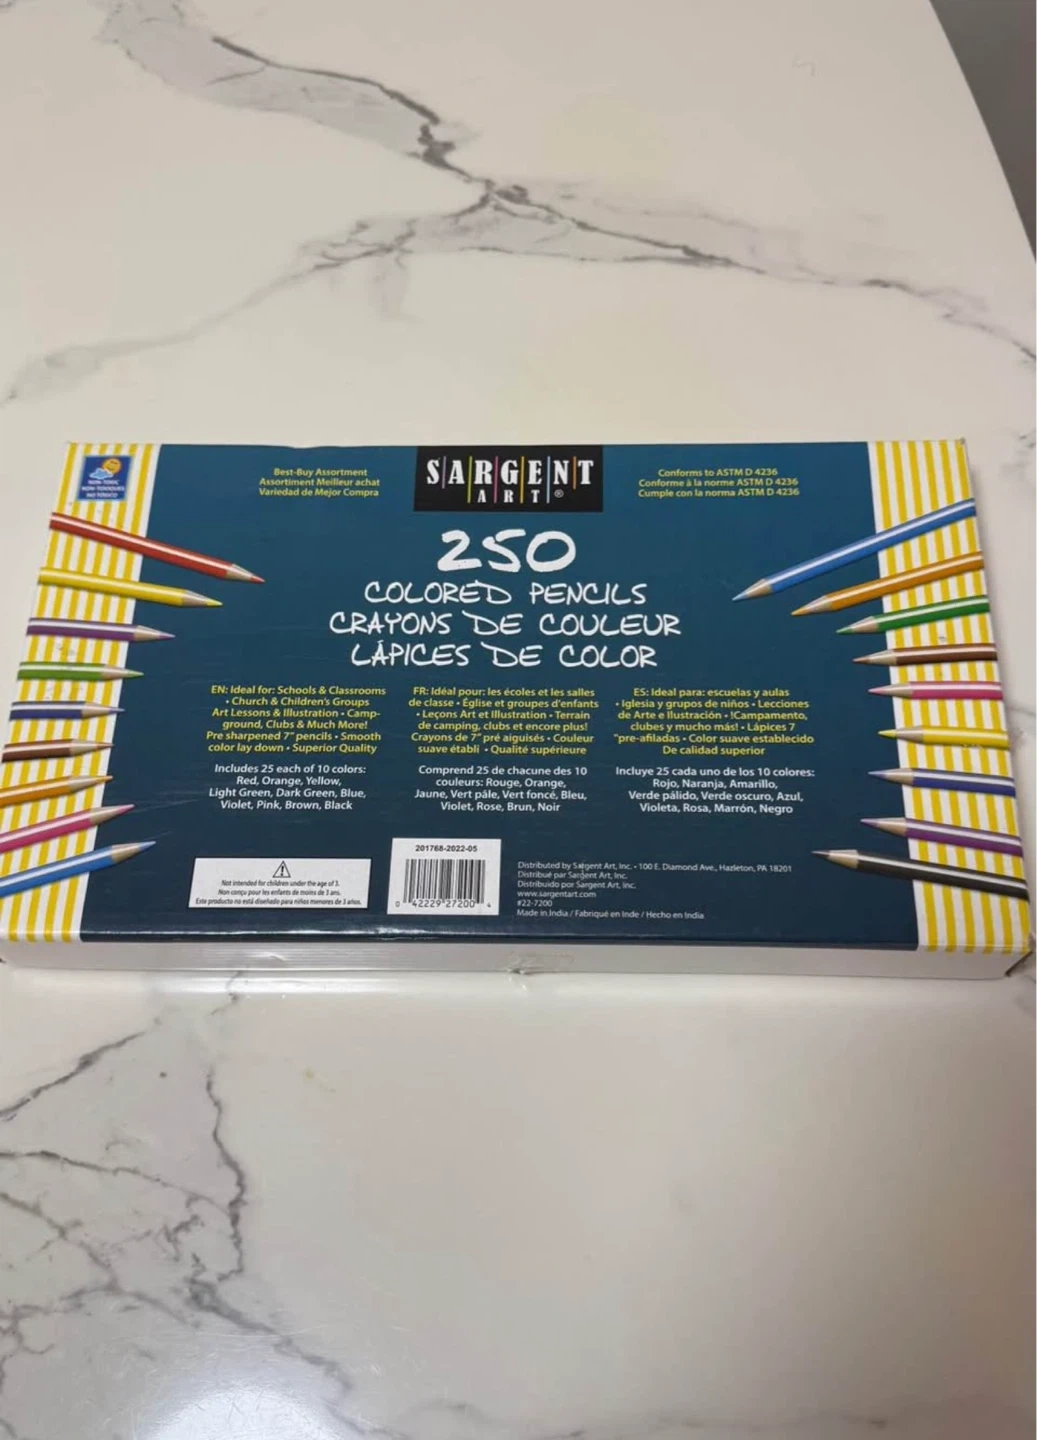 NON-TOXIC
NON-TOXIQUES
NO TÓXICO
Best-Buy Assortment
Assortiment Meilleur achat
Variedad de Mejor Compra
SARGENT
ART®
Conforms to ASTM D 4236
Conforme à la norme ASTM D 4236
Cumple con la norma ASTM D 4236
250
COLORED PENCILS
CRAYONS DE COULEUR
LÁPICES DE COLOR
EN: Ideal for: Schools & Classrooms
• Church & Children's Groups
Art Lessons & Illustration • Camp-
ground, Clubs & Much More!
Pre sharpened 7" pencils • Smooth
color lay down • Superior Quality
Includes 25 each of 10 colors:
Red, Orange, Yellow,
Light Green, Dark Green, Blue,
Violet, Pink, Brown, Black
FR: Idéal pour: les écoles et les salles
de classe • Église et groupes d'enfants
• Leçons Art et Illustration • Terrain
de camping, clubs et encore plus!
Crayons de 7" pré aiguisés • Couleur
suave établi • Qualité supérieure
Comprend 25 de chacune des 10
couleurs: Rouge, Orange,
Jaune, Vert pâle, Vert foncé, Bleu,
Violet, Rose, Brun, Noir
ES: Ideal para: escuelas y aulas
• Iglesia y grupos de niños • Lecciones
de Arte e Ilustración • !Campamento,
clubes y mucho más! • Lápices 7
"pre-afiladas • Color suave establecido
De calidad superior
Incluye 25 cada uno de los 10 colores:
Rojo, Naranja, Amarillo,
Verde pálido, Verde oscuro, Azul,
Violeta, Rosa, Marrón, Negro
Not intended for children under the age of 3.
Non conçu pour les enfants de moins de 3 ans.
Este producto no está diseñado para niños menores de 3 años.
201768-2022-05
0 42229 27200 4
Distributed by Sargent Art, Inc. • 100 E. Diamond Ave., Hazleton, PA 18201
Distribué par Sargent Art, Inc.
Distribuido por Sargent Art, Inc.
www.sargentart.com
#22-7200
Made in India / Fabriqué en Inde / Hecho en India